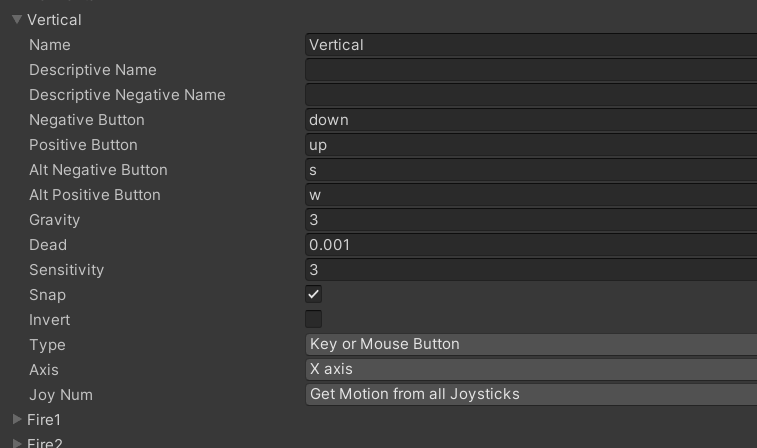 Vertical
Name Vertical
Descriptive Name
Descriptive Negative Name
Negative Button down
Positive Button up
Alt Negative Button s
Alt Positive Button w
Gravity 3
Dead 0.001
Sensitivity 3
Snap
Invert
Type Key or Mouse Button
Axis X axis
Joy Num Get Motion from all Joysticks
Fire1
Fire2